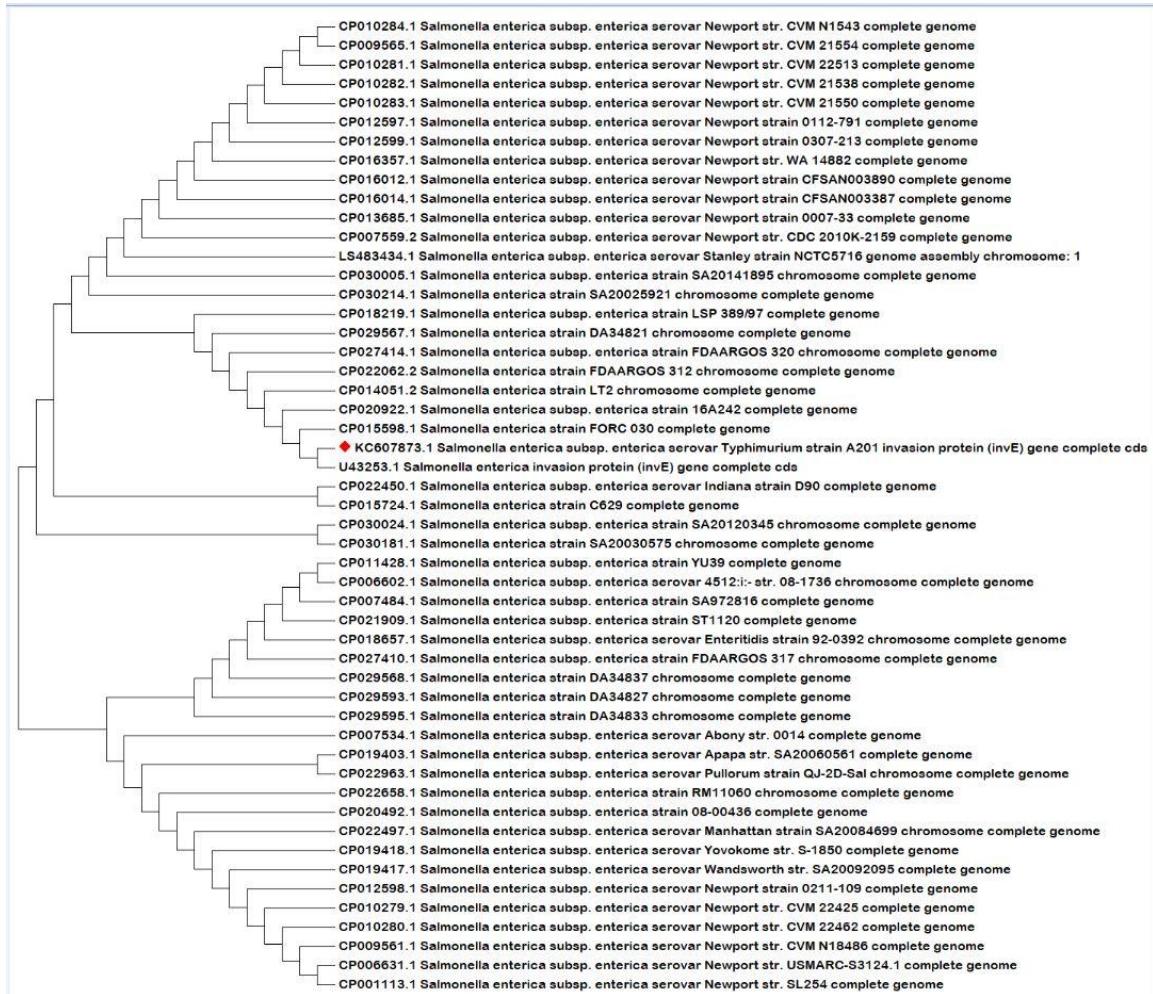 CP010284.1 Salmonella enterica subsp. enterica serovar Newport str. CVM N1543 complete genome
CP009565.1 Salmonella enterica subsp. enterica serovar Newport str. CVM 21554 complete genome
CP010281.1 Salmonella enterica subsp. enterica serovar Newport str. CVM 22513 complete genome
CP010282.1 Salmonella enterica subsp. enterica serovar Newport str. CVM 21538 complete genome
CP010283.1 Salmonella enterica subsp. enterica serovar Newport str. CVM 21550 complete genome
CP012597.1 Salmonella enterica subsp. enterica serovar Newport strain 0112-791 complete genome
CP012599.1 Salmonella enterica subsp. enterica serovar Newport strain 0307-213 complete genome
CP016357.1 Salmonella enterica subsp. enterica serovar Newport str. WA 14882 complete genome
CP016012.1 Salmonella enterica subsp. enterica serovar Newport strain CFSAN003890 complete genome
CP016014.1 Salmonella enterica subsp. enterica serovar Newport strain CFSAN003387 complete genome
CP013685.1 Salmonella enterica subsp. enterica serovar Newport strain 0007-33 complete genome
CP007559.2 Salmonella enterica subsp. enterica serovar Newport str. CDC 2010K-2159 complete genome
LS483434.1 Salmonella enterica subsp. enterica serovar Stanley strain NCTC5716 genome assembly chromosome: 1
CP030005.1 Salmonella enterica subsp. enterica strain SA20141895 chromosome complete genome
CP030214.1 Salmonella enterica strain SA20025921 chromosome complete genome
CP018219.1 Salmonella enterica subsp. enterica strain LSP 389/97 complete genome
CP029567.1 Salmonella enterica strain DA34821 chromosome complete genome
CP027414.1 Salmonella enterica subsp. enterica strain FDAARGOS 320 chromosome complete genome
CP022062.2 Salmonella enterica strain FDAARGOS 312 chromosome complete genome
CP014051.2 Salmonella enterica strain LT2 chromosome complete genome
CP020922.1 Salmonella enterica subsp. enterica strain 16A242 complete genome
CP015598.1 Salmonella enterica strain FORC 030 complete genome
KC607873.1 Salmonella enterica subsp. enterica serovar Typhimurium strain A201 invasion protein (invE) gene complete cds
U43253.1 Salmonella enterica invasion protein (invE) gene complete cds
CP022450.1 Salmonella enterica subsp. enterica serovar Indiana strain D90 complete genome
CP015724.1 Salmonella enterica strain C629 complete genome
CP030024.1 Salmonella enterica subsp. enterica strain SA20120345 chromosome complete genome
CP030181.1 Salmonella enterica strain SA20030575 chromosome complete genome
CP011428.1 Salmonella enterica subsp. enterica strain YU39 complete genome
CP006602.1 Salmonella enterica subsp. enterica serovar 4512:i:- str. 08-1736 chromosome complete genome
CP007484.1 Salmonella enterica subsp. enterica strain SA972816 complete genome
CP021909.1 Salmonella enterica subsp. enterica strain ST1120 complete genome
CP018657.1 Salmonella enterica subsp. enterica serovar Enteritidis strain 92-0392 chromosome complete genome
CP027410.1 Salmonella enterica subsp. enterica strain FDAARGOS 317 chromosome complete genome
CP029568.1 Salmonella enterica strain DA34837 chromosome complete genome
CP029593.1 Salmonella enterica strain DA34827 chromosome complete genome
CP029595.1 Salmonella enterica strain DA34833 chromosome complete genome
CP007534.1 Salmonella enterica subsp. enterica serovar Abony str. 0014 complete genome
CP019403.1 Salmonella enterica subsp. enterica serovar Apapa str. SA20060561 complete genome
CP022963.1 Salmonella enterica subsp. enterica serovar Pullorum strain QJ-2D-Sal chromosome complete genome
CP022658.1 Salmonella enterica subsp. enterica strain RM11060 chromosome complete genome
CP020492.1 Salmonella enterica subsp. enterica strain 08-00436 complete genome
CP022497.1 Salmonella enterica subsp. enterica serovar Manhattan strain SA20084699 chromosome complete genome
CP019418.1 Salmonella enterica subsp. enterica serovar Yovokome str. S-1850 complete genome
CP019417.1 Salmonella enterica subsp. enterica serovar Wandsworth str. SA20092095 complete genome
CP012598.1 Salmonella enterica subsp. enterica serovar Newport strain 0211-109 complete genome
CP010279.1 Salmonella enterica subsp. enterica serovar Newport str. CVM 22425 complete genome
CP010280.1 Salmonella enterica subsp. enterica serovar Newport str. CVM 22462 complete genome
CP009561.1 Salmonella enterica subsp. enterica serovar Newport str. CVM N18486 complete genome
CP006631.1 Salmonella enterica subsp. enterica serovar Newport str. USMARC-S3124.1 complete genome
CP001113.1 Salmonella enterica subsp. enterica serovar Newport str. SL254 complete genome